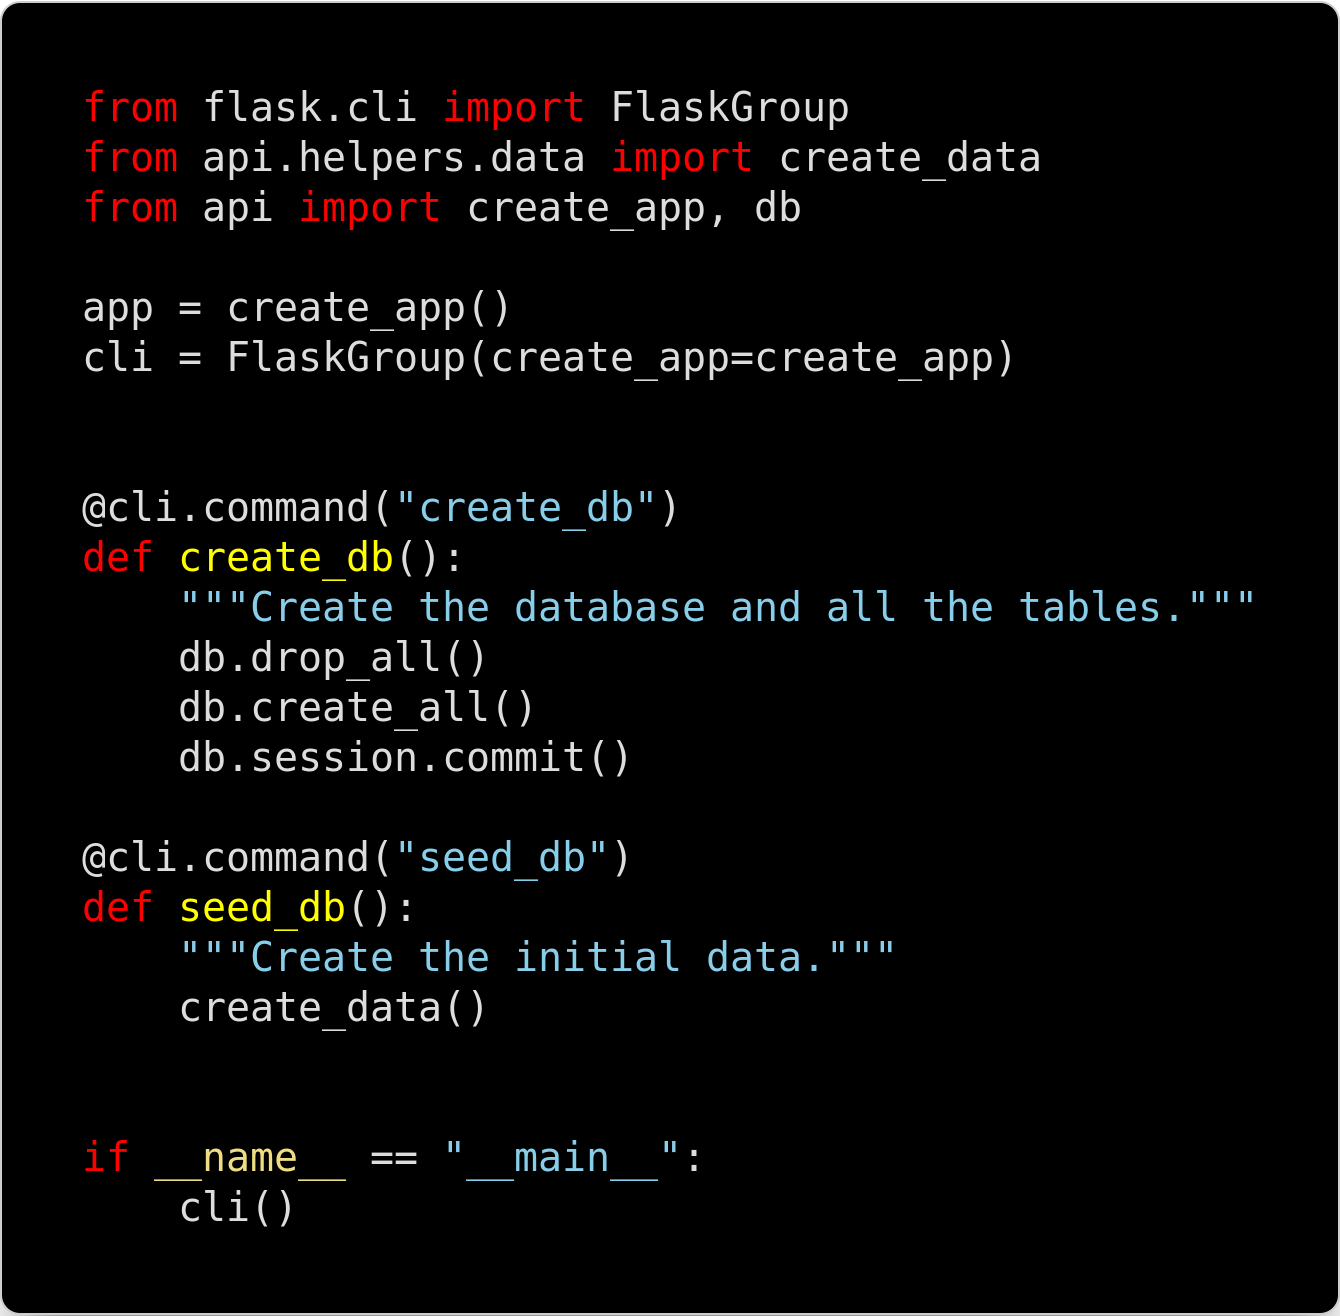 from flask.cli import FlaskGroup
from api.helpers.data import create_data
from api import create_app, db

app = create_app()
cli = FlaskGroup(create_app=create_app)


@cli.command("create_db")
def create_db():
    """Create the database and all the tables."""
    db.drop_all()
    db.create_all()
    db.session.commit()

@cli.command("seed_db")
def seed_db():
    """Create the initial data."""
    create_data()


if __name__ == "__main__":
    cli()